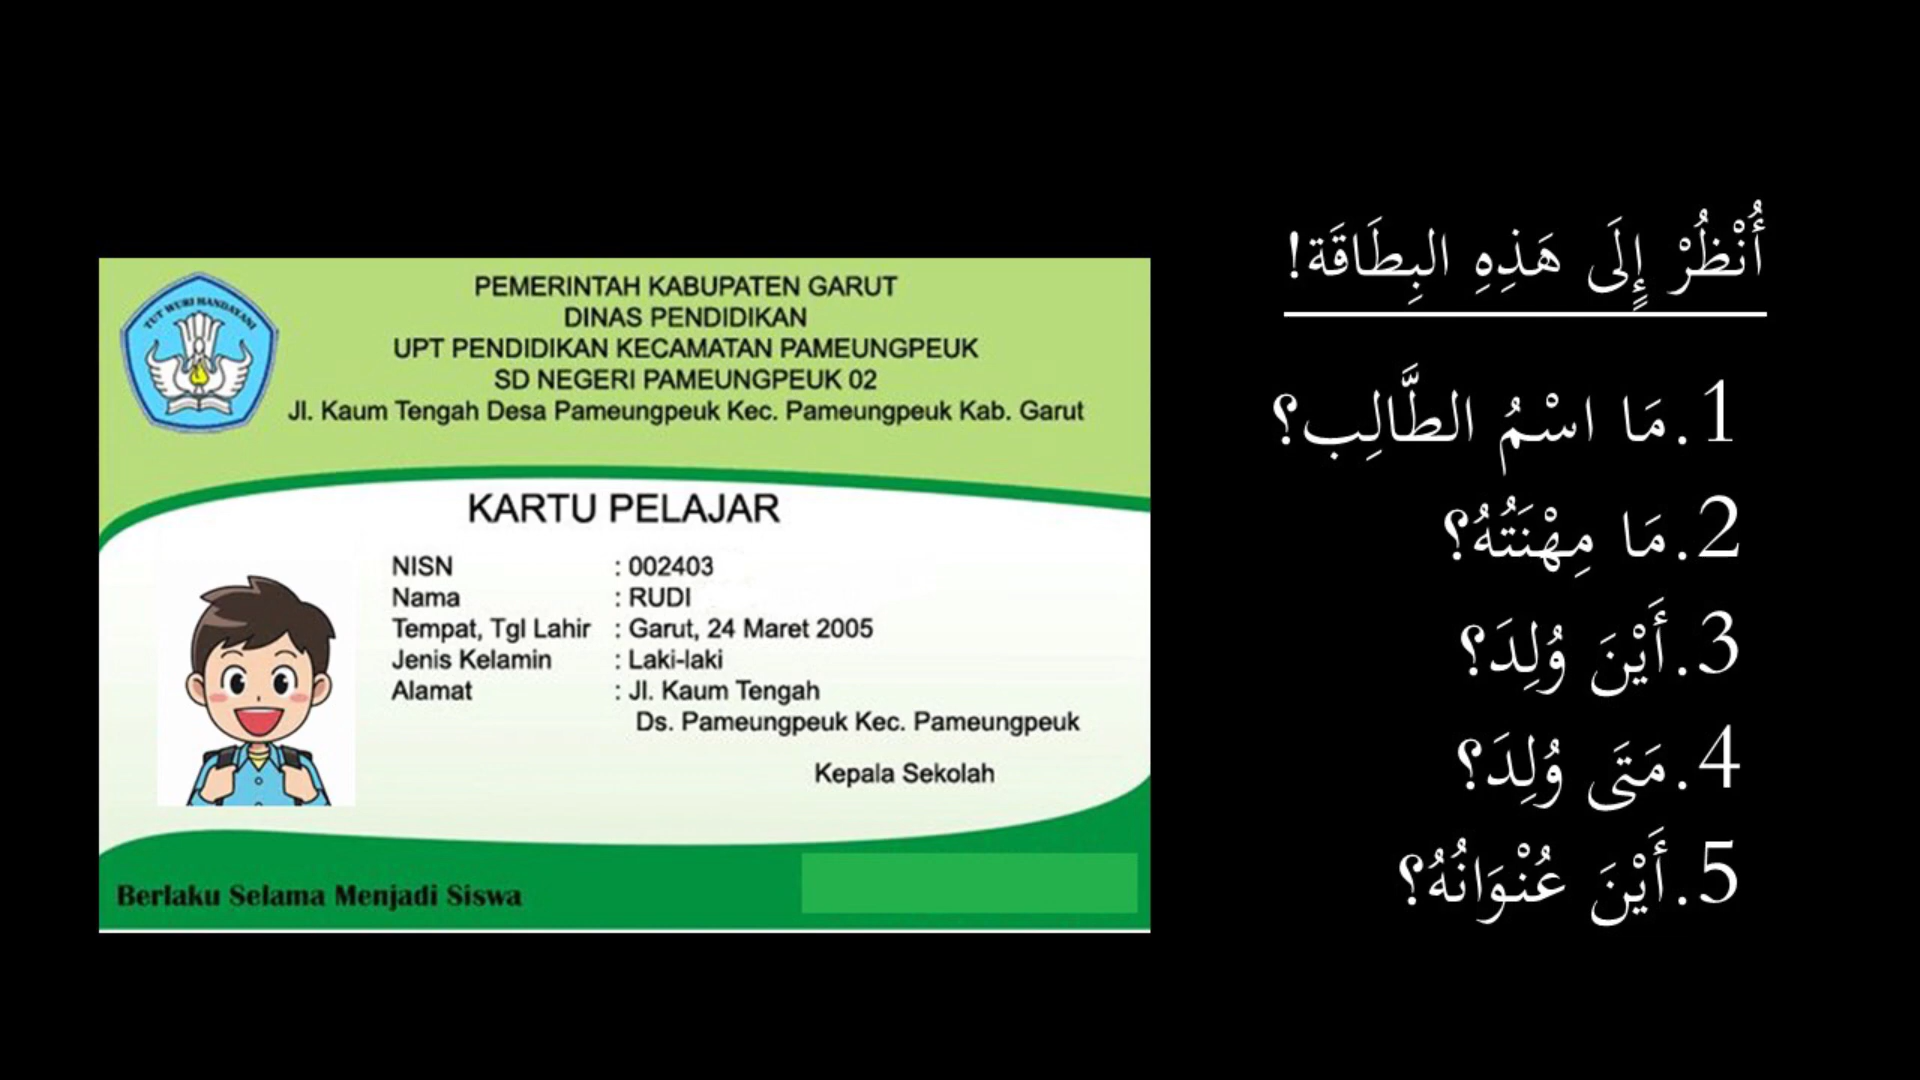 TUT WURI HANDAYANI
PEMERINTAH KABUPATEN GARUT
DINAS PENDIDIKAN
UPT PENDIDIKAN KECAMATAN PAMEUNGPEUK
SD NEGERI PAMEUNGPEUK 02
Jl. Kaum Tengah Desa Pameungpeuk Kec. Pameungpeuk Kab. Garut
KARTU PELAJAR
NISN : 002403
Nama : RUDI
Tempat, Tgl Lahir : Garut, 24 Maret 2005
Jenis Kelamin : Laki-laki
Alamat : Jl. Kaum Tengah
Ds. Pameungpeuk Kec. Pameungpeuk
Kepala Sekolah
Berlaku Selama Menjadi Siswa
أُنْظُرْ إِلَى هَذِهِ البِطَاقَة!
1. مَا اسْمُ الطَّالِب؟
2. مَا مِهْنَتُهُ؟
3. أَيْنَ وُلِدَ؟
4. مَتَى وُلِدَ؟
5. أَيْنَ عُنْوَانُهُ؟